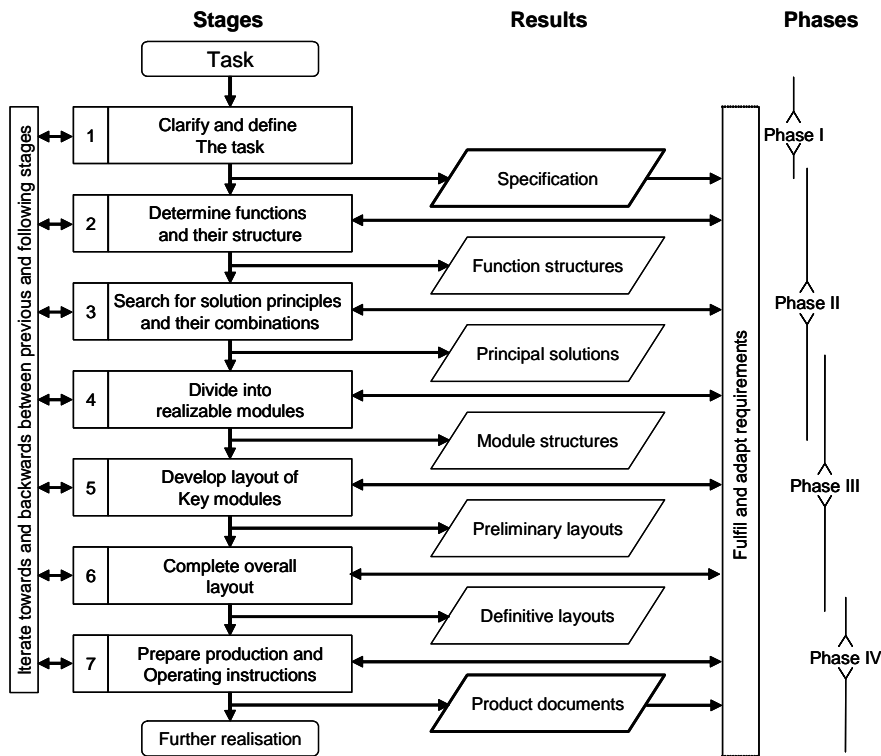 Stages
Results
Phases
Task
1
Clarify and define
The task
Phase I
Specification
2
Determine functions
and their structure
Function structures
3
Search for solution principles
and their combinations
Phase II
Principal solutions
4
Divide into
realizable modules
Module structures
5
Develop layout of
Key modules
Phase III
Preliminary layouts
6
Complete overall
layout
Definitive layouts
7
Prepare production and
Operating instructions
Phase IV
Product documents
Further realisation
Iterate towards and backwards between previous and following stages
Fulfil and adapt requirements